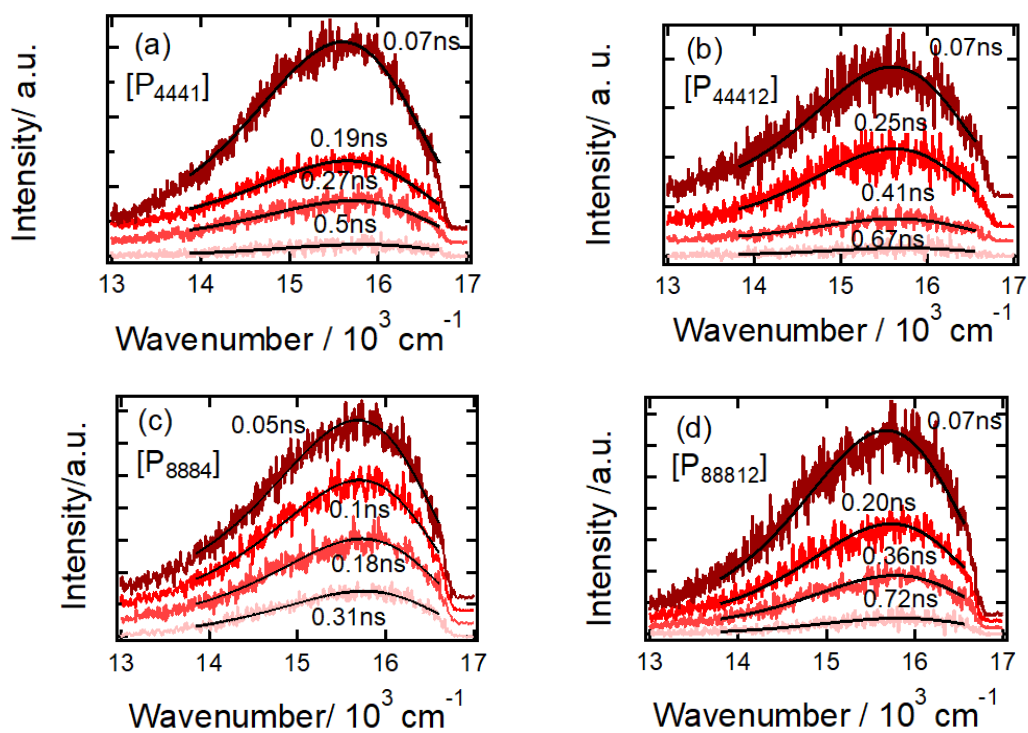 (a)
0.07ns
[P4441]
0.19ns
0.27ns
0.5ns
Intensity/ a.u.
13 14 15 16 17
Wavenumber / 10³ cm⁻¹
(b)
0.07ns
[P44412]
0.25ns
0.41ns
0.67ns
Intensity/ a. u.
13 14 15 16 17
Wavenumber / 10³ cm⁻¹
(c)
0.05ns
[P8884]
0.1ns
0.18ns
0.31ns
Intensity/a.u.
13 14 15 16 17
Wavenumber/ 10³ cm⁻¹
(d)
0.07ns
[P88812]
0.20ns
0.36ns
0.72ns
Intensity /a.u.
13 14 15 16 17
Wavenumber / 10³ cm⁻¹